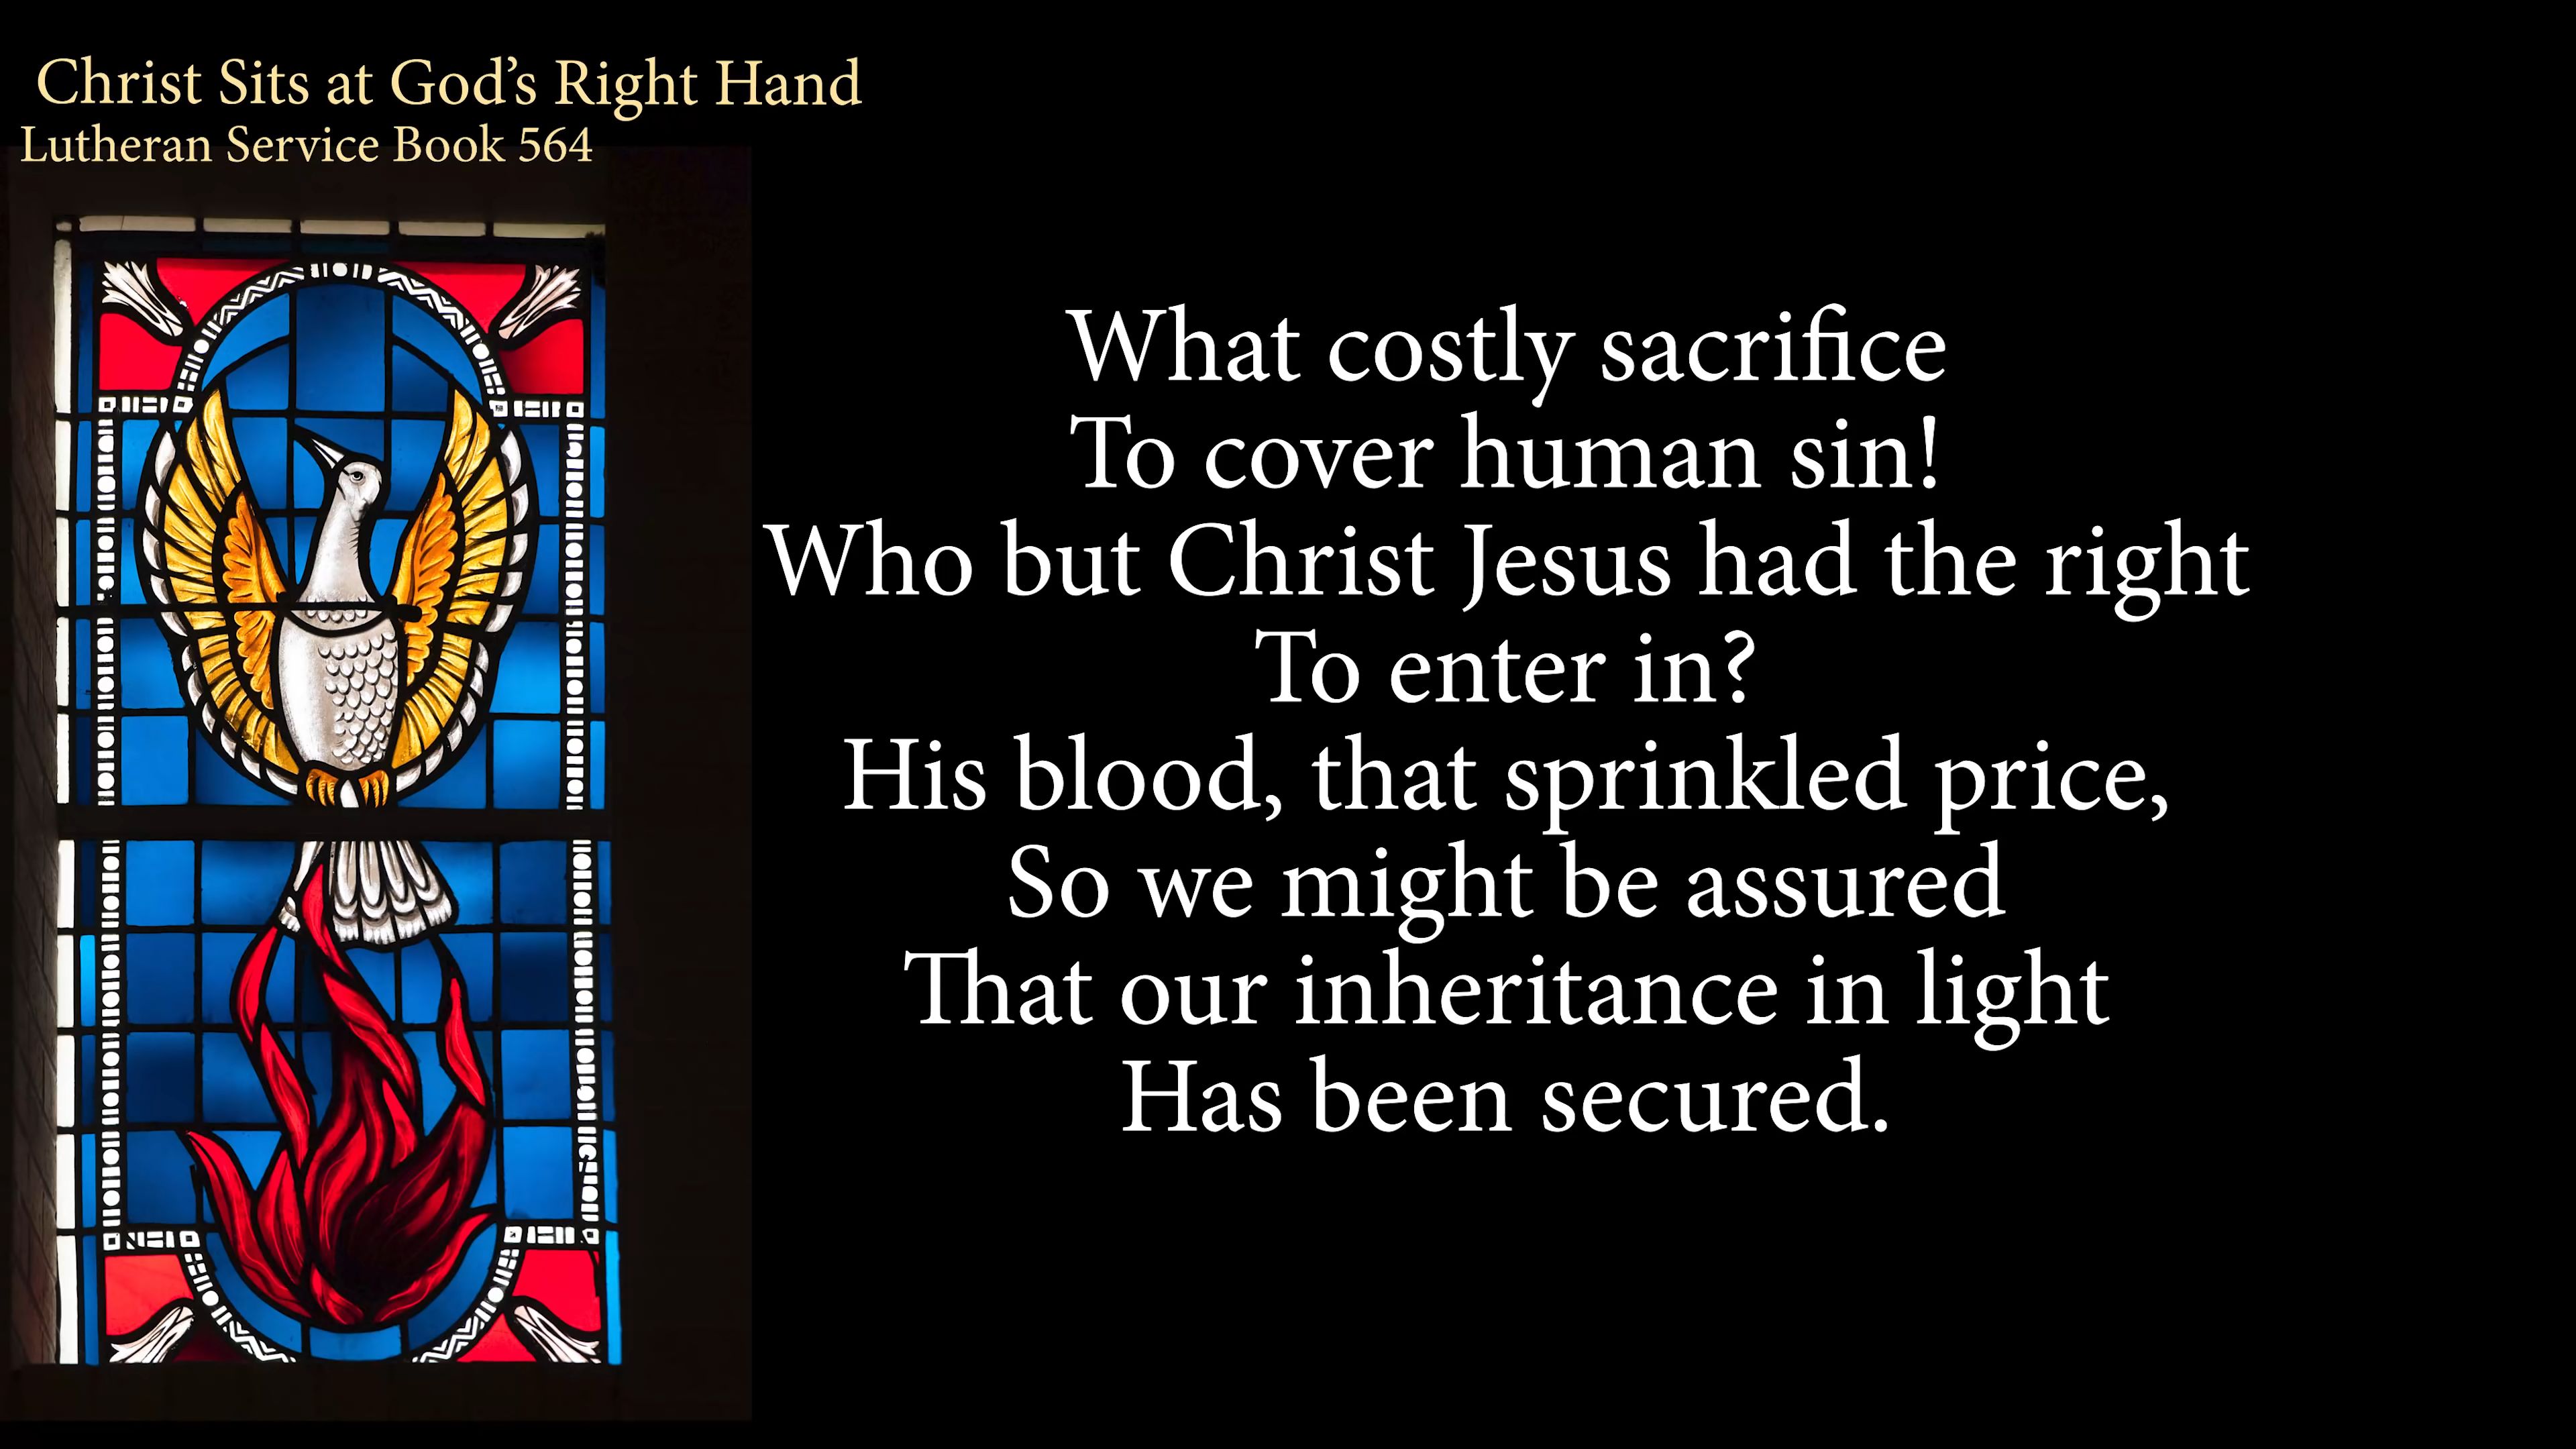 Christ Sits at God’s Right Hand
Lutheran Service Book 564
What costly sacrifice
To cover human sin!
Who but Christ Jesus had the right
To enter in?
His blood, that sprinkled price,
So we might be assured
That our inheritance in light
Has been secured.